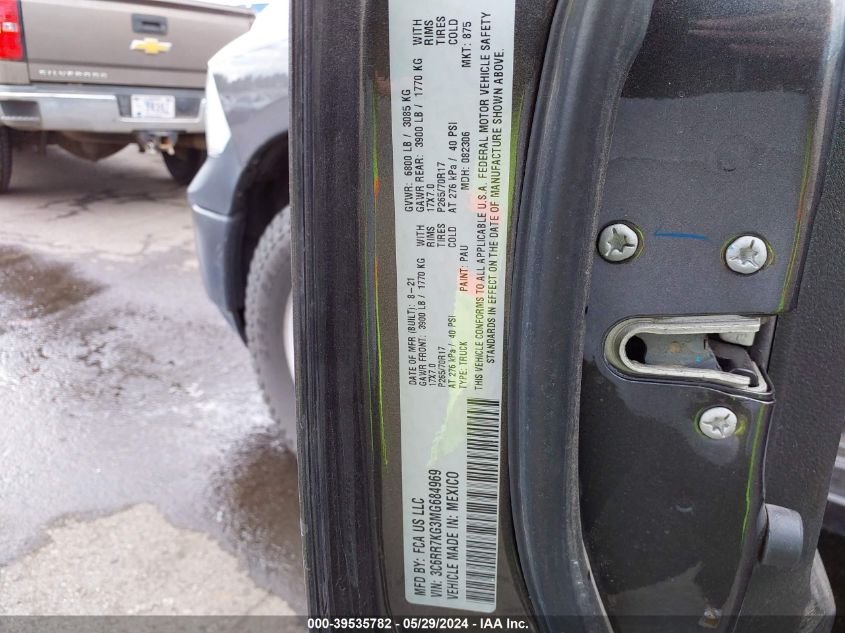 MFD BY: FCA US LLC
DATE OF MFR (BUILT): 8-21
GVWR: 6800 LB / 3085 KG
GAWR FRONT: 3900 LB / 1770 KG WITH
17X7.0 RIMS
P265/70R17 TIRES
AT 276 kPa / 40 PSI COLD
GAWR REAR: 3900 LB / 1770 KG WITH
17X7.0 RIMS
P265/70R17 TIRES
AT 276 kPa / 40 PSI COLD
VIN: 3C6RR7KG3MG684969
TYPE: TRUCK
PAINT: PAU
MDH: 082306
MKT: 875
VEHICLE MADE IN: MEXICO
THIS VEHICLE CONFORMS TO ALL APPLICABLE U.S.A. FEDERAL MOTOR VEHICLE SAFETY
STANDARDS IN EFFECT ON THE DATE OF MANUFACTURE SHOWN ABOVE.
SILVERADO
000-39535782 - 05/29/2024 - IAAI.com